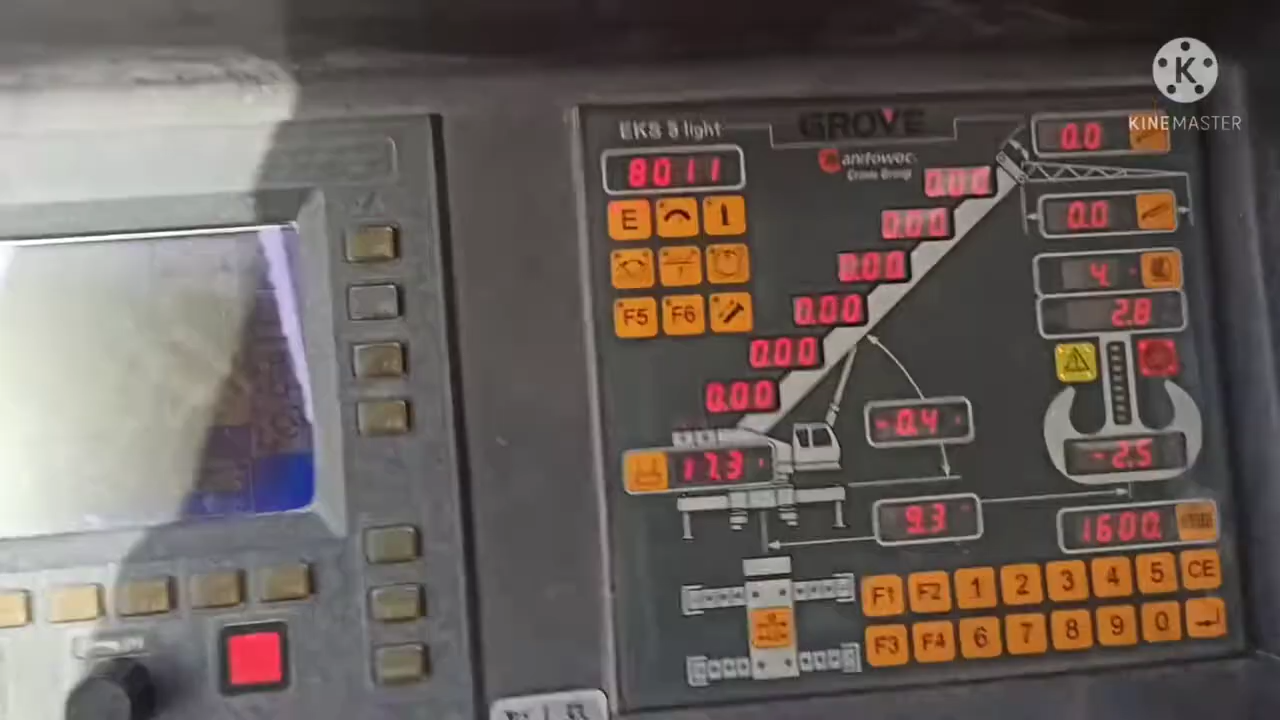 K
KINEMASTER
EKS 5 light
GROVE
Manitowoc
Crane Group
8011
0.0
0.00
E
0.00
0.0
0.00
4.
F5 F6
0.00
2.8
0.00
0.00
-0.4
17.3
-2.5
9.3
1600.
F1 F2 1 2 3 4 5 CE
F3 F4 6 7 8 9 0